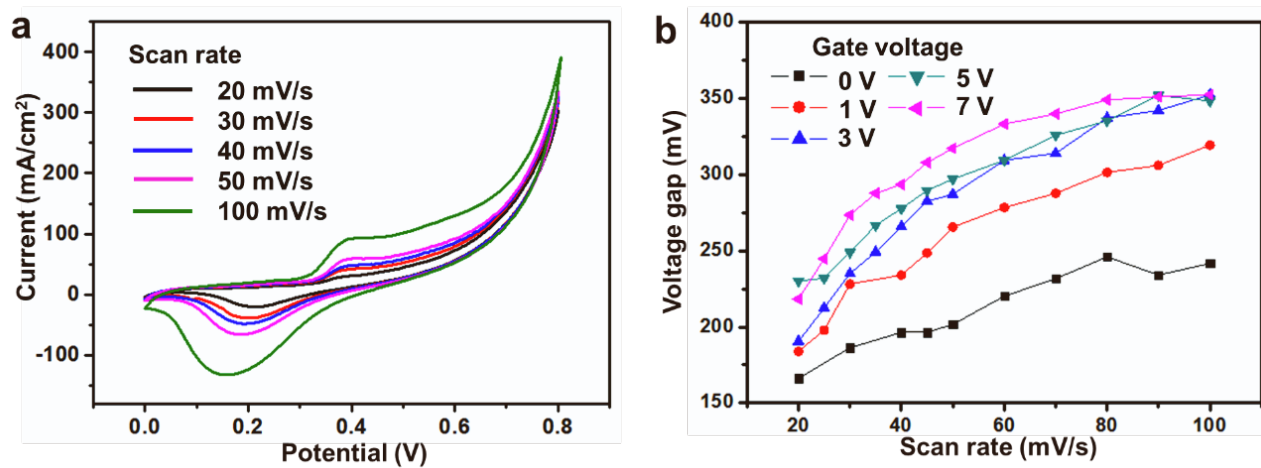 a
Scan rate
20 mV/s
30 mV/s
40 mV/s
50 mV/s
100 mV/s
400
300
200
100
0
-100
Current (mA/cm²)
0.0 0.2 0.4 0.6 0.8
Potential (V)
b
Gate voltage
0 V 5 V
1 V 7 V
3 V
400
350
300
250
200
150
Voltage gap (mV)
20 40 60 80 100
Scan rate (mV/s)